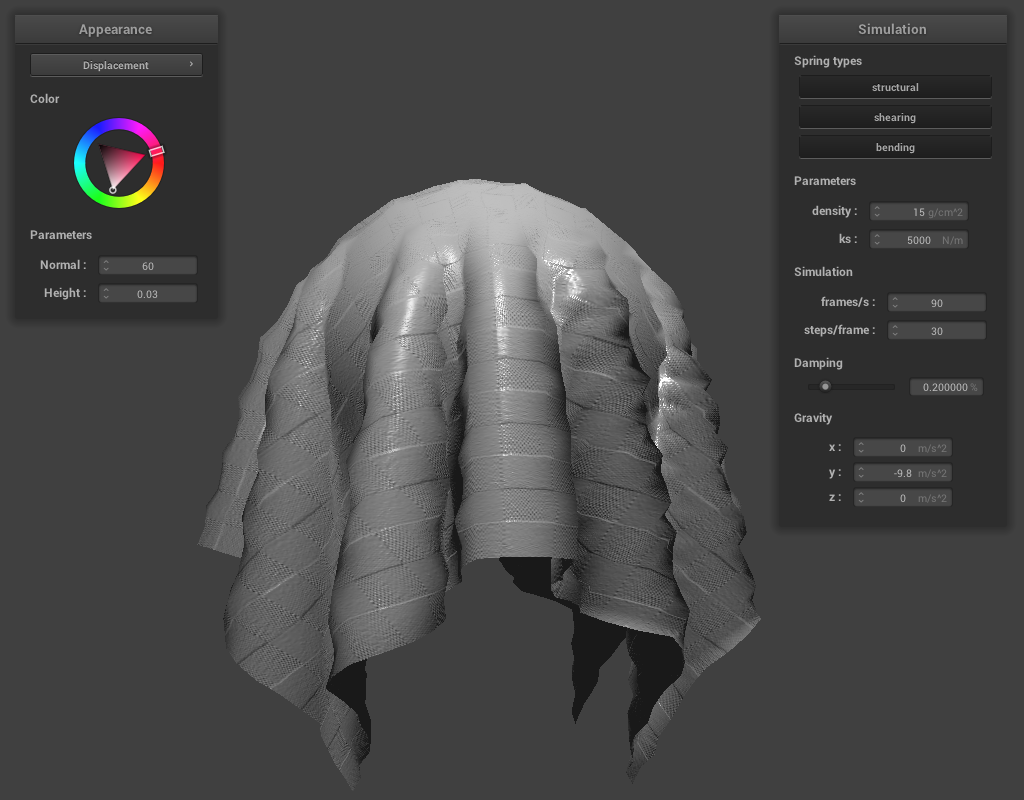 Appearance
Displacement
Color
Parameters
Normal : 60
Height : 0.03
Simulation
Spring types
structural
shearing
bending
Parameters
density : 15 g/cm^2
ks : 5000 N/m
Simulation
frames/s : 90
steps/frame : 30
Damping
0.200000 %
Gravity
x : 0 m/s^2
y : -9.8 m/s^2
z : 0 m/s^2